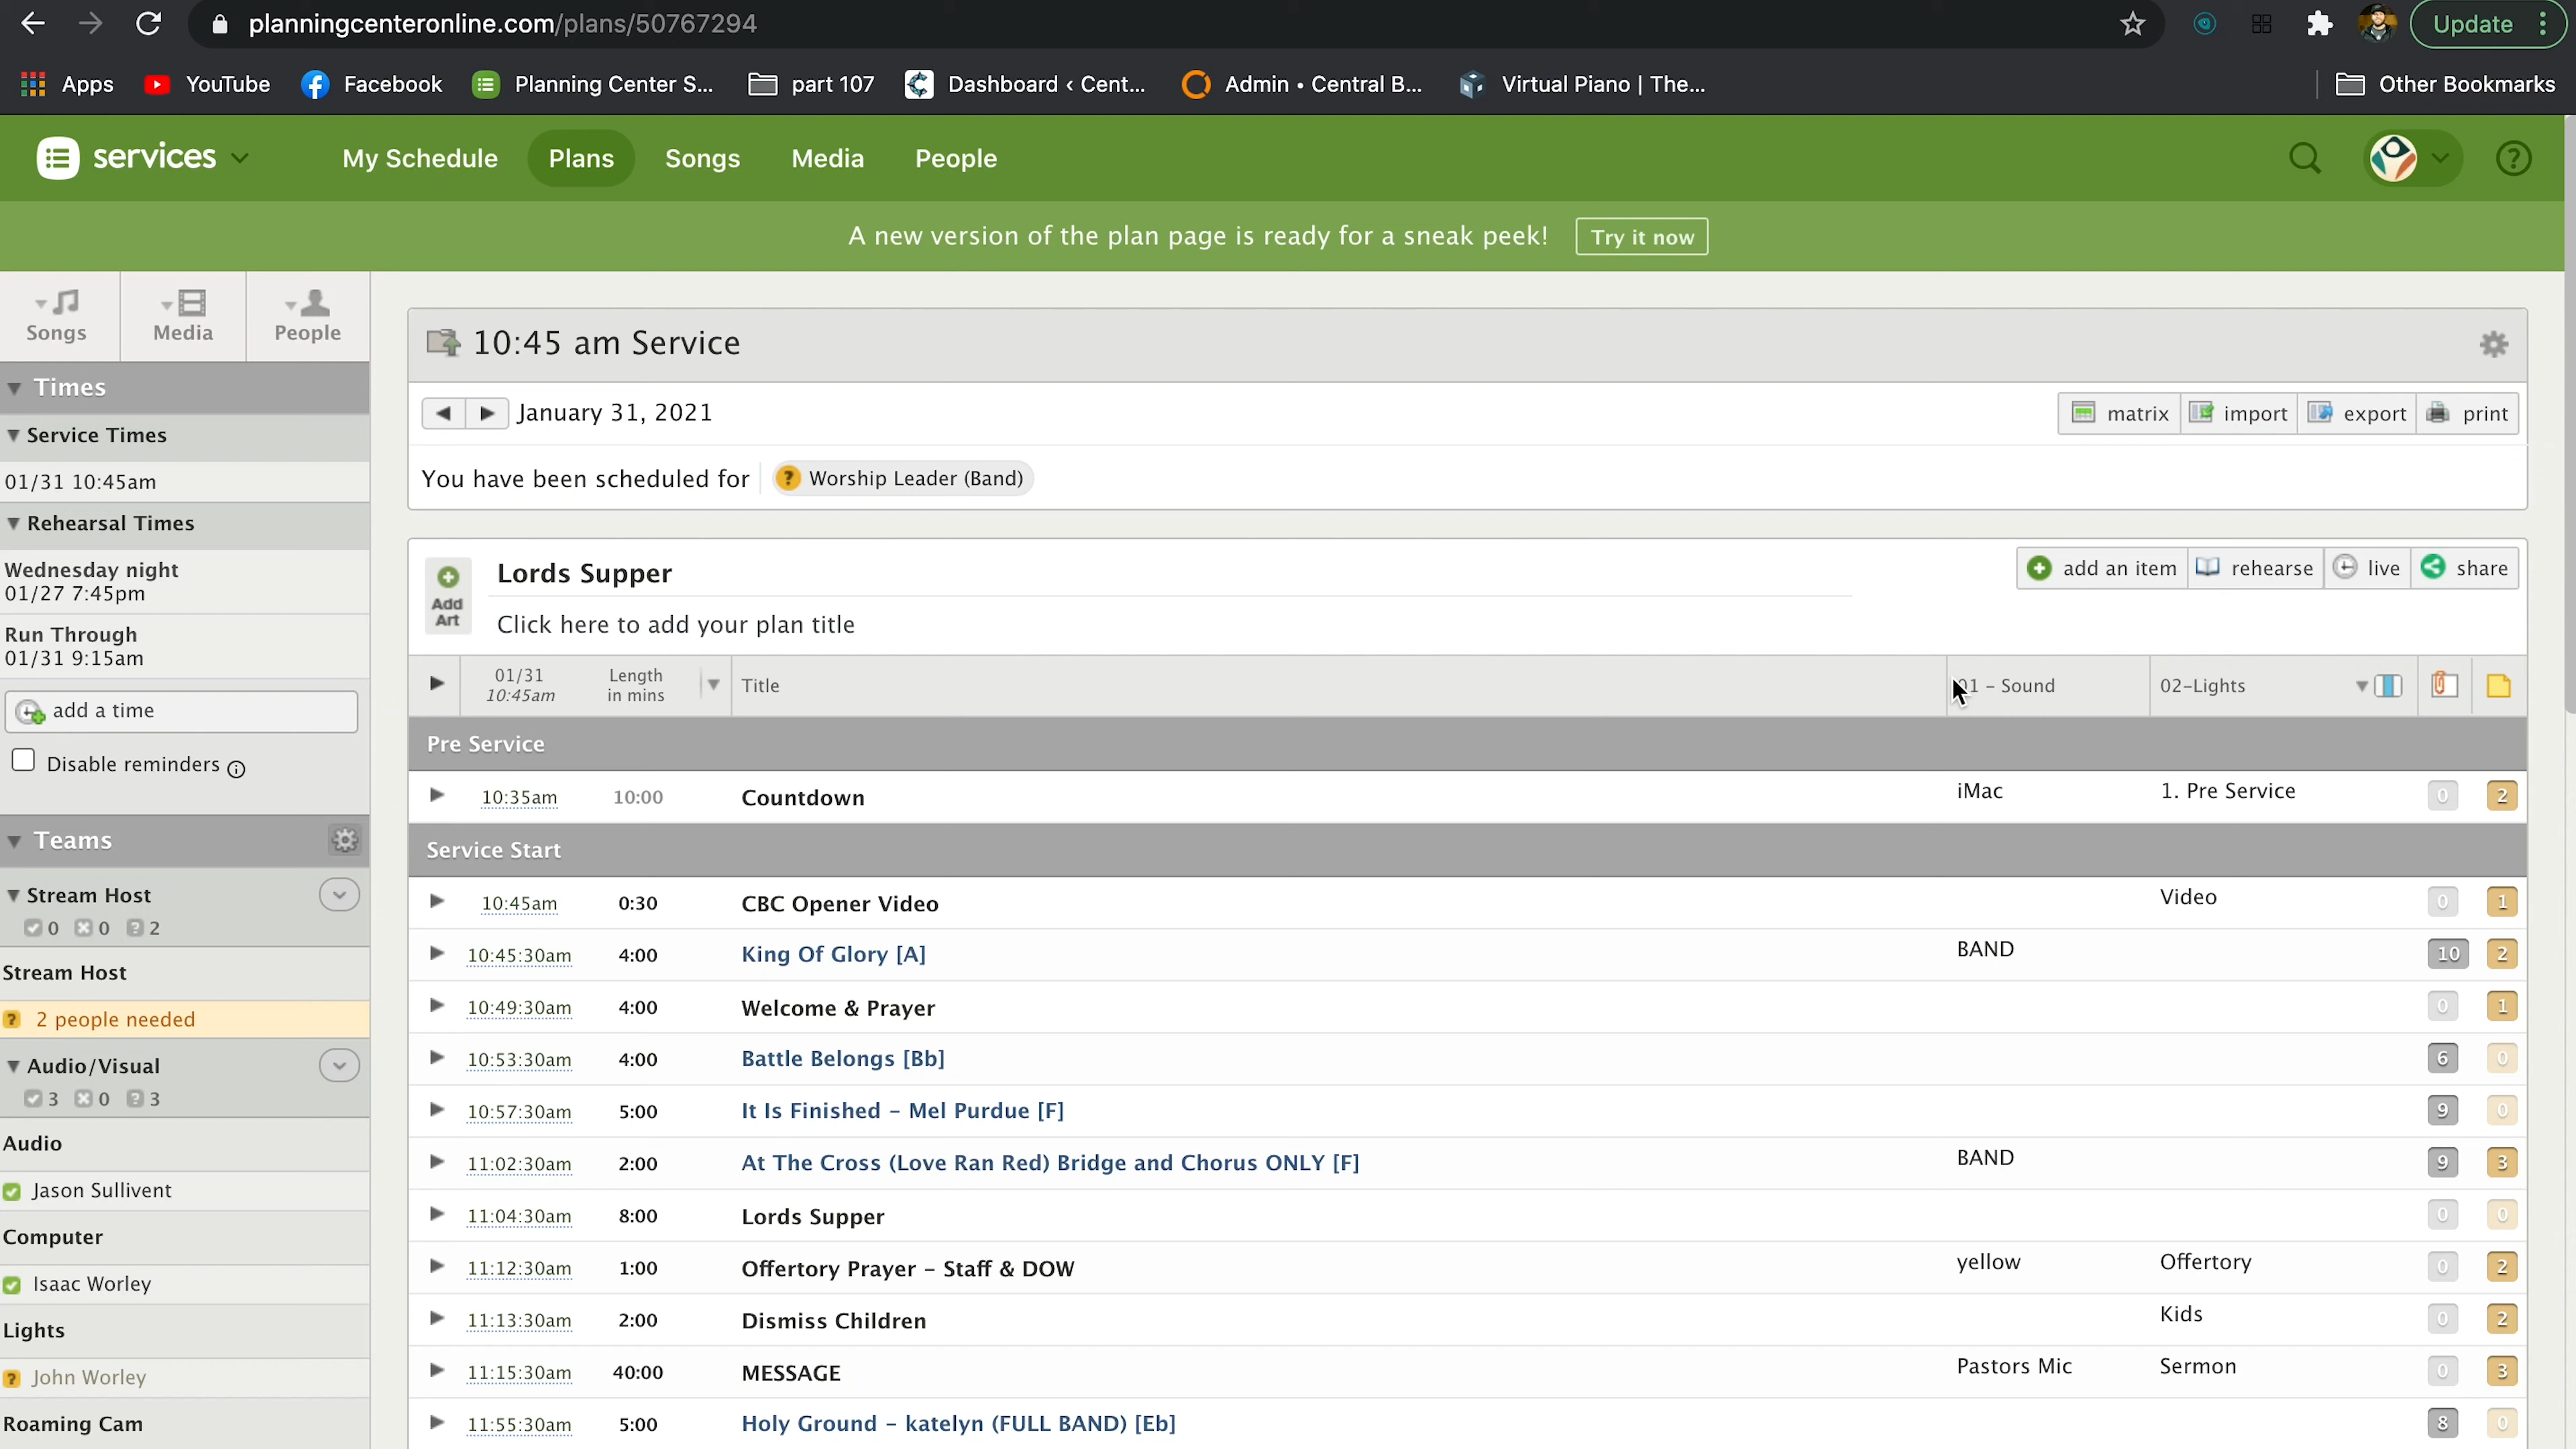 planningcenteronline.com/plans/50767294
Update
Apps
YouTube
Facebook
Planning Center S...
part 107
Dashboard ‹ Cent...
Admin • Central B...
Virtual Piano | The...
Other Bookmarks
services
My Schedule
Plans
Songs
Media
People
A new version of the plan page is ready for a sneak peek!
Try it now
Songs
Media
People
Times
Service Times
01/31 10:45am
Rehearsal Times
Wednesday night
01/27 7:45pm
Run Through
01/31 9:15am
add a time
Disable reminders
Teams
Stream Host
0 0 2
Stream Host
2 people needed
Audio/Visual
3 0 3
Audio
Jason Sullivent
Computer
Isaac Worley
Lights
John Worley
Roaming Cam
10:45 am Service
January 31, 2021
matrix
import
export
print
You have been scheduled for
Worship Leader (Band)
Add
Art
Lords Supper
Click here to add your plan title
add an item
rehearse
live
share
01/31
10:45am
Length
in mins
Title
01 – Sound
02–Lights
Pre Service
10:35am 10:00 Countdown iMac 1. Pre Service 0 2
Service Start
10:45am 0:30 CBC Opener Video Video 0 1
10:45:30am 4:00 King Of Glory [A] BAND 10 2
10:49:30am 4:00 Welcome & Prayer 0 1
10:53:30am 4:00 Battle Belongs [Bb] 6 0
10:57:30am 5:00 It Is Finished – Mel Purdue [F] 9 0
11:02:30am 2:00 At The Cross (Love Ran Red) Bridge and Chorus ONLY [F] BAND 9 3
11:04:30am 8:00 Lords Supper 0 0
11:12:30am 1:00 Offertory Prayer – Staff & DOW yellow Offertory 0 2
11:13:30am 2:00 Dismiss Children Kids 0 2
11:15:30am 40:00 MESSAGE Pastors Mic Sermon 0 3
11:55:30am 5:00 Holy Ground – katelyn (FULL BAND) [Eb] 8 0